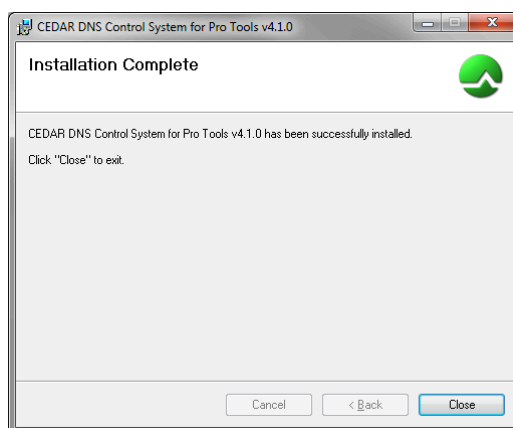 CEDAR DNS Control System for Pro Tools v4.1.0
Installation Complete
CEDAR DNS Control System for Pro Tools v4.1.0 has been successfully installed.
Click "Close" to exit.
Cancel
< Back
Close